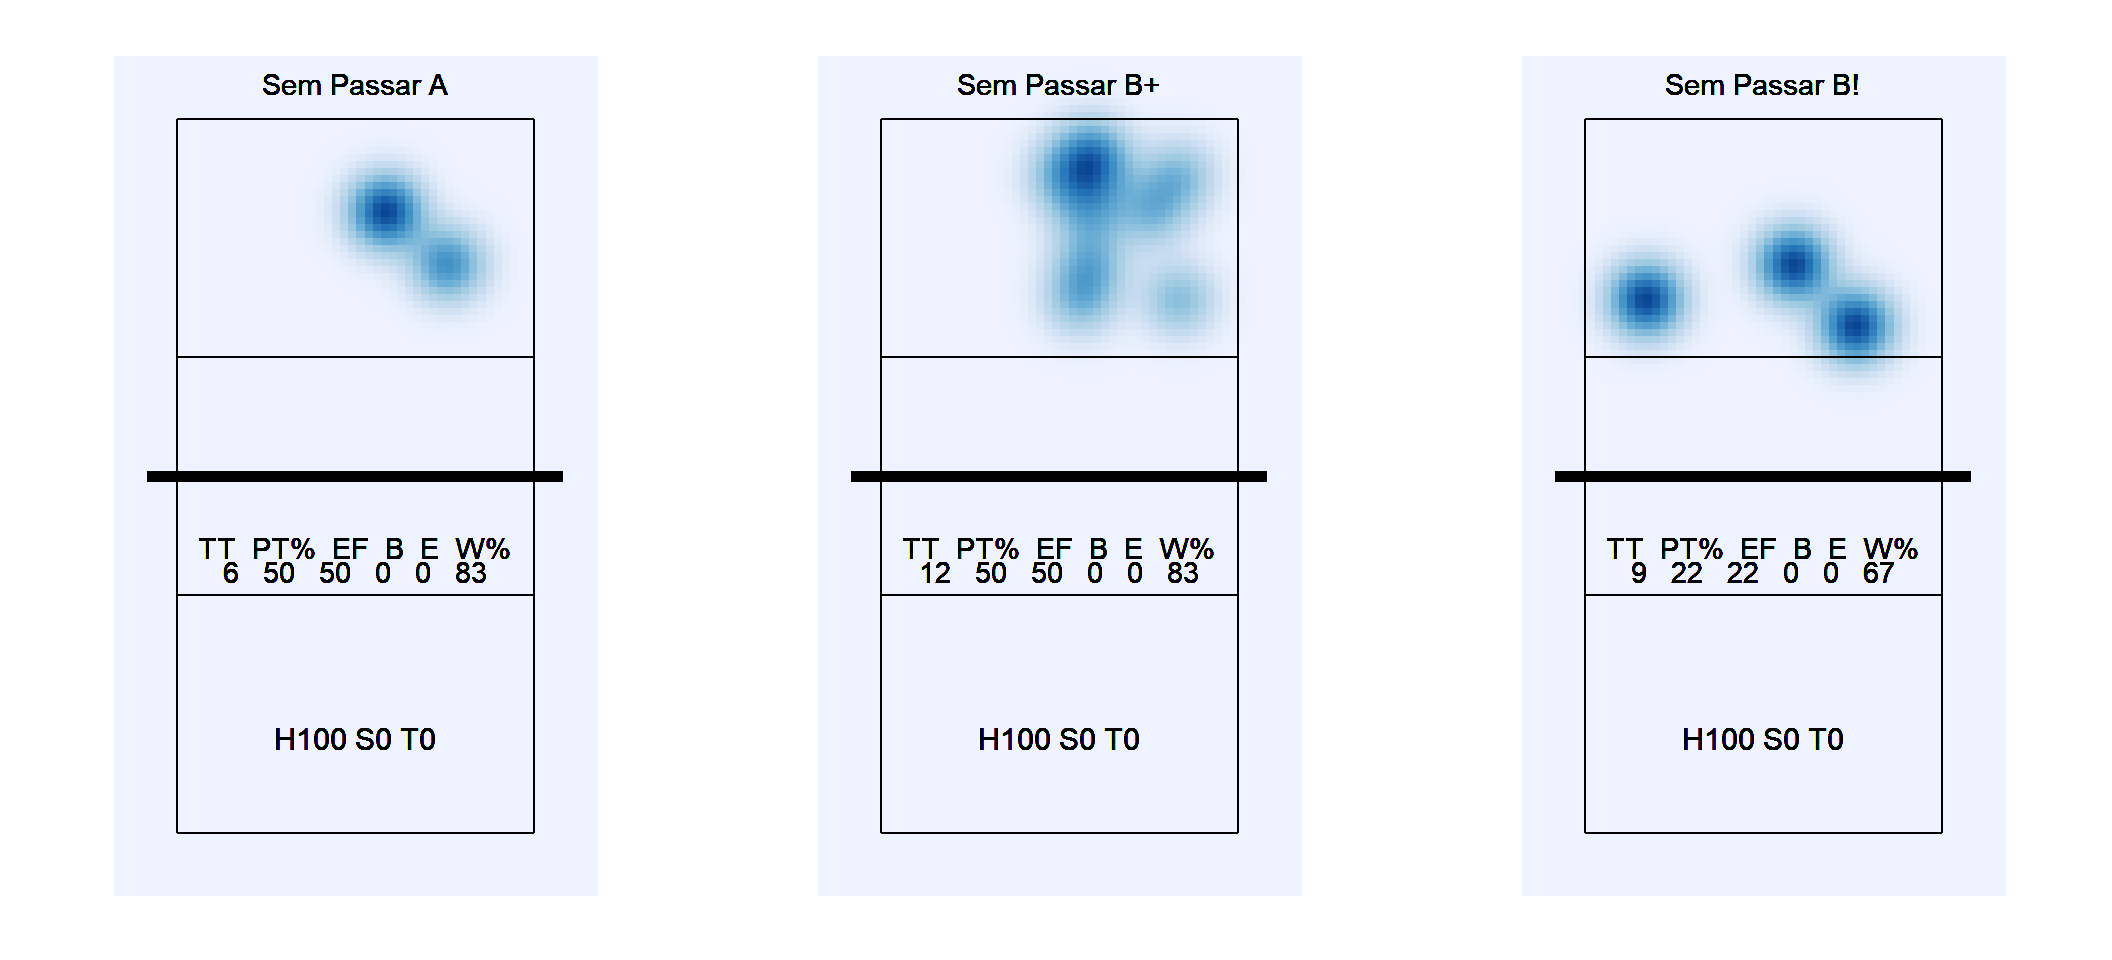 Sem Passar A
TT PT% EF B E W%
6 50 50 0 0 83
H100 S0 T0
Sem Passar B+
TT PT% EF B E W%
12 50 50 0 0 83
H100 S0 T0
Sem Passar B!
TT PT% EF B E W%
9 22 22 0 0 67
H100 S0 T0